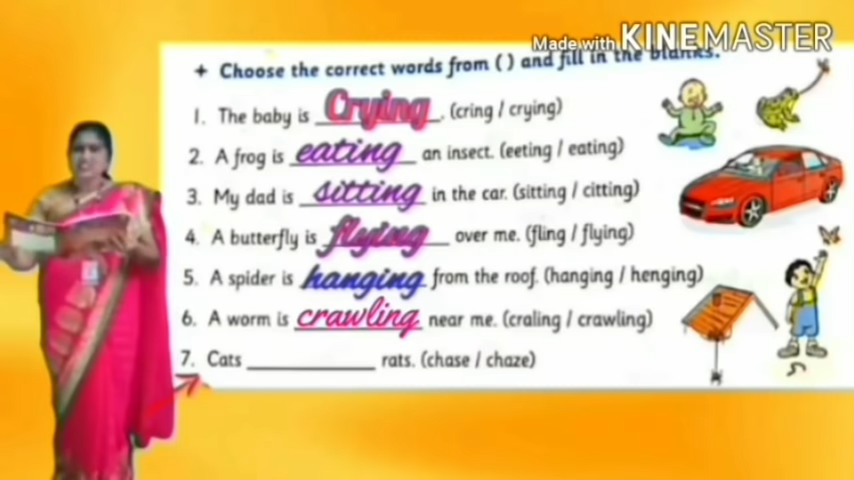 Made with KINEMASTER
+ Choose the correct words from ( ) and fill in the blanks.
1. The baby is Crying. (cring / crying)
2. A frog is eating an insect. (eeting / eating)
3. My dad is sitting in the car. (sitting / citting)
4. A butterfly is flying over me. (fling / flying)
5. A spider is hanging from the roof. (hanging / henging)
6. A worm is crawling near me. (craling / crawling)
7. Cats ____________ rats. (chase / chaze)